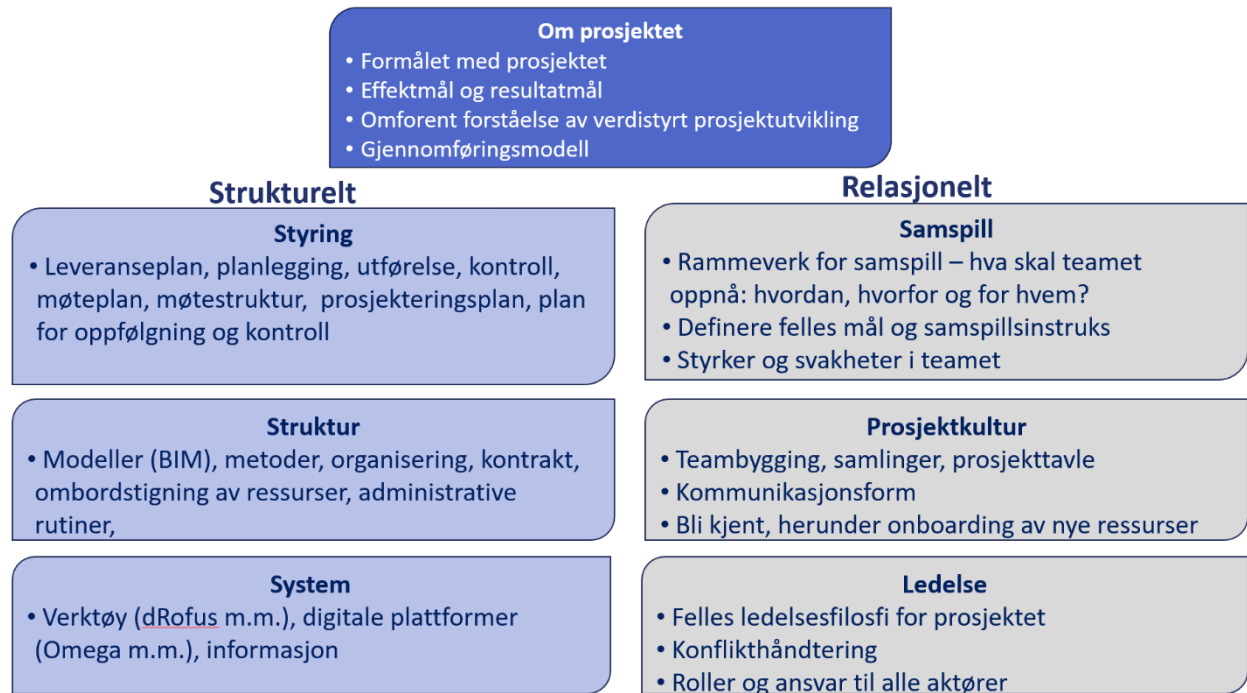 Om prosjektet
• Formålet med prosjektet
• Effektmål og resultatmål
• Omforent forståelse av verdistyrt prosjektutvikling
• Gjennomføringsmodell
Strukturelt
Styring
• Leveranseplan, planlegging, utførelse, kontroll,
møteplan, møtestruktur, prosjekteringsplan, plan
for oppfølgning og kontroll
Struktur
• Modeller (BIM), metoder, organisering, kontrakt,
ombordstigning av ressurser, administrative
rutiner,
System
• Verktøy (dRofus m.m.), digitale plattformer
(Omega m.m.), informasjon
Relasjonelt
Samspill
• Rammeverk for samspill – hva skal teamet
oppnå: hvordan, hvorfor og for hvem?
• Definere felles mål og samspillsinstruks
• Styrker og svakheter i teamet
Prosjektkultur
• Teambygging, samlinger, prosjekttavle
• Kommunikasjonsform
• Bli kjent, herunder onboarding av nye ressurser
Ledelse
• Felles ledelsesfilosfi for prosjektet
• Konflikthåndtering
• Roller og ansvar til alle aktører